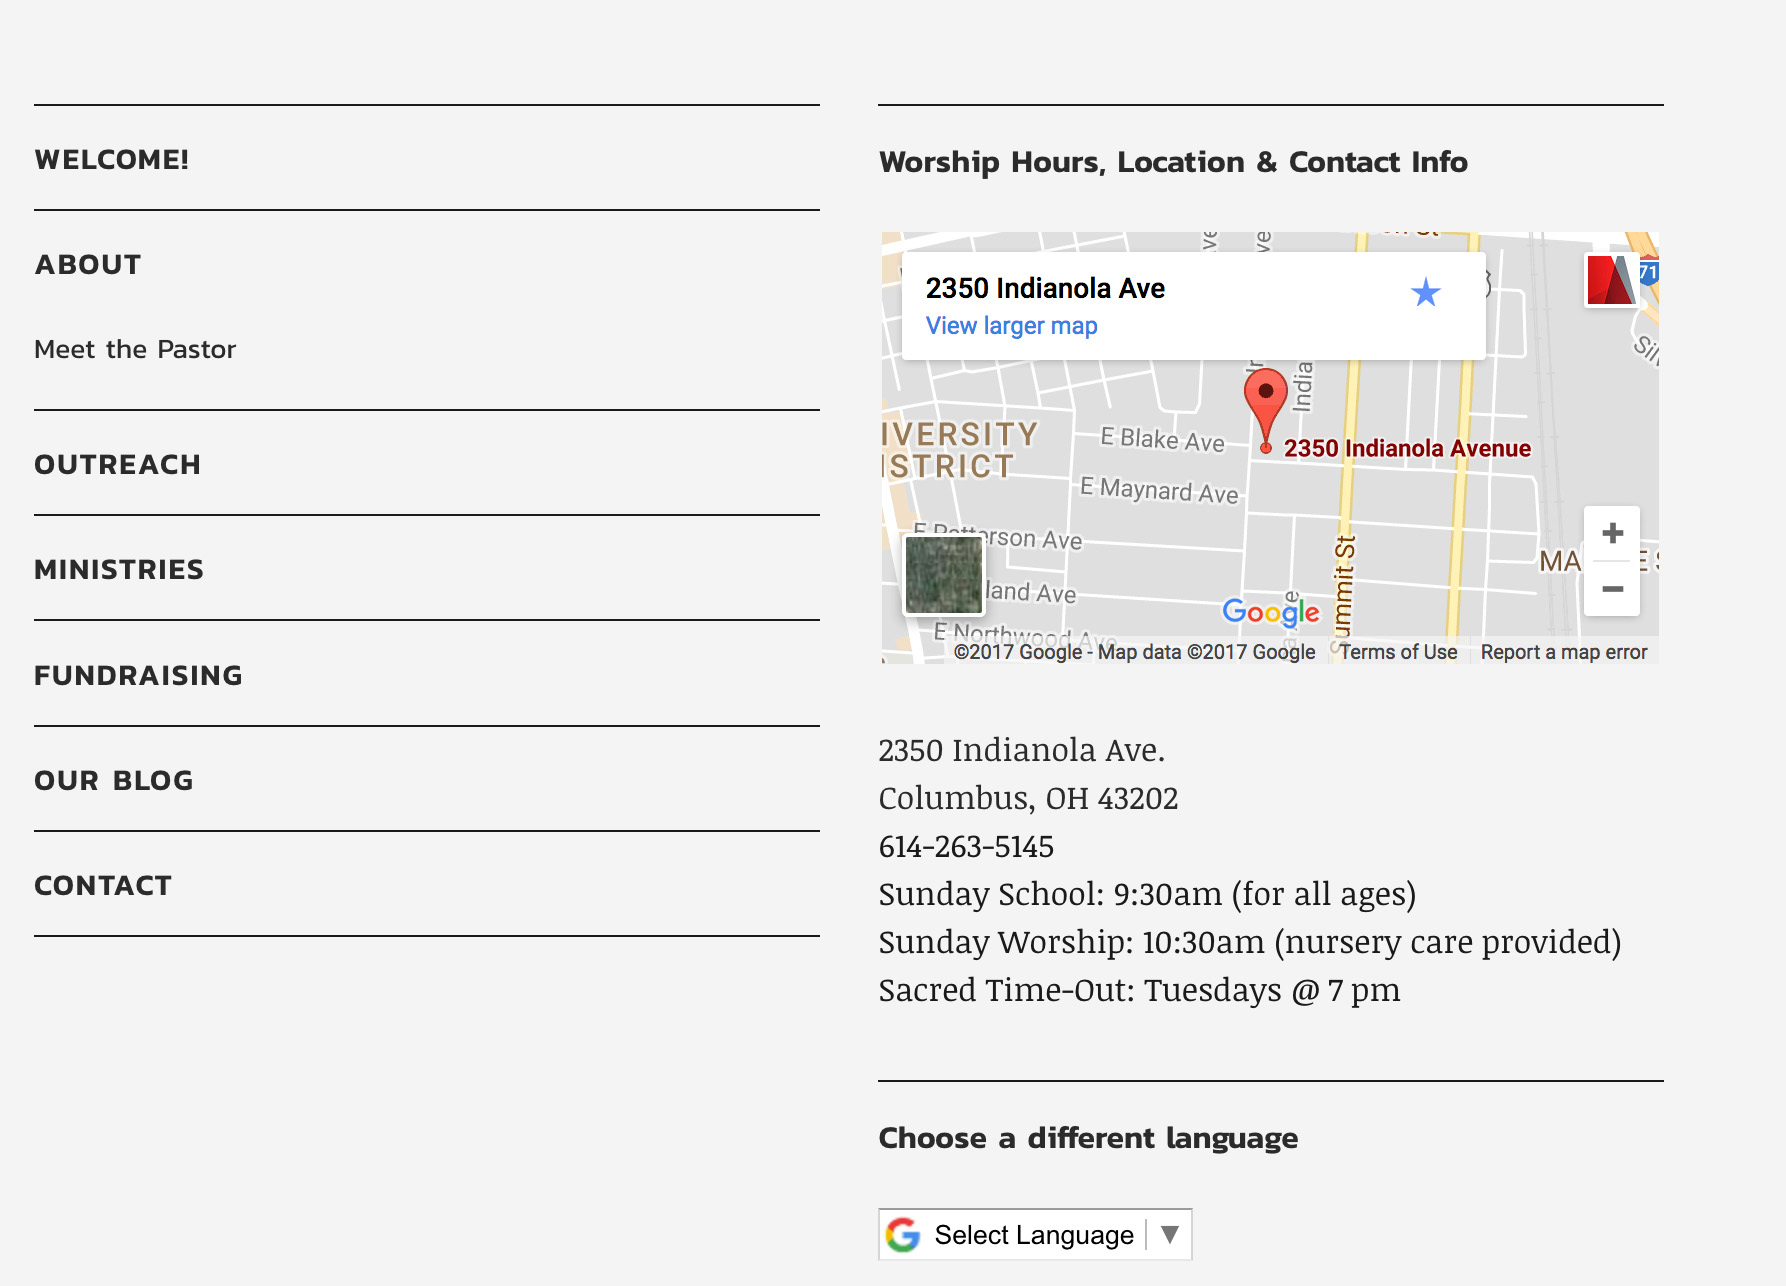 WELCOME!
ABOUT
Meet the Pastor
OUTREACH
MINISTRIES
FUNDRAISING
OUR BLOG
CONTACT
Worship Hours, Location & Contact Info
2350 Indianola Ave
View larger map
71
India
IVERSITY
ISTRICT
E Blake Ave
2350 Indianola Avenue
E Maynard Ave
E Patterson Ave
land Ave
Summit St
MA
E Northwood Ave
Google
©2017 Google - Map data ©2017 Google
Terms of Use
Report a map error
2350 Indianola Ave.
Columbus, OH 43202
614-263-5145
Sunday School: 9:30am (for all ages)
Sunday Worship: 10:30am (nursery care provided)
Sacred Time-Out: Tuesdays @ 7 pm
Choose a different language
Select Language